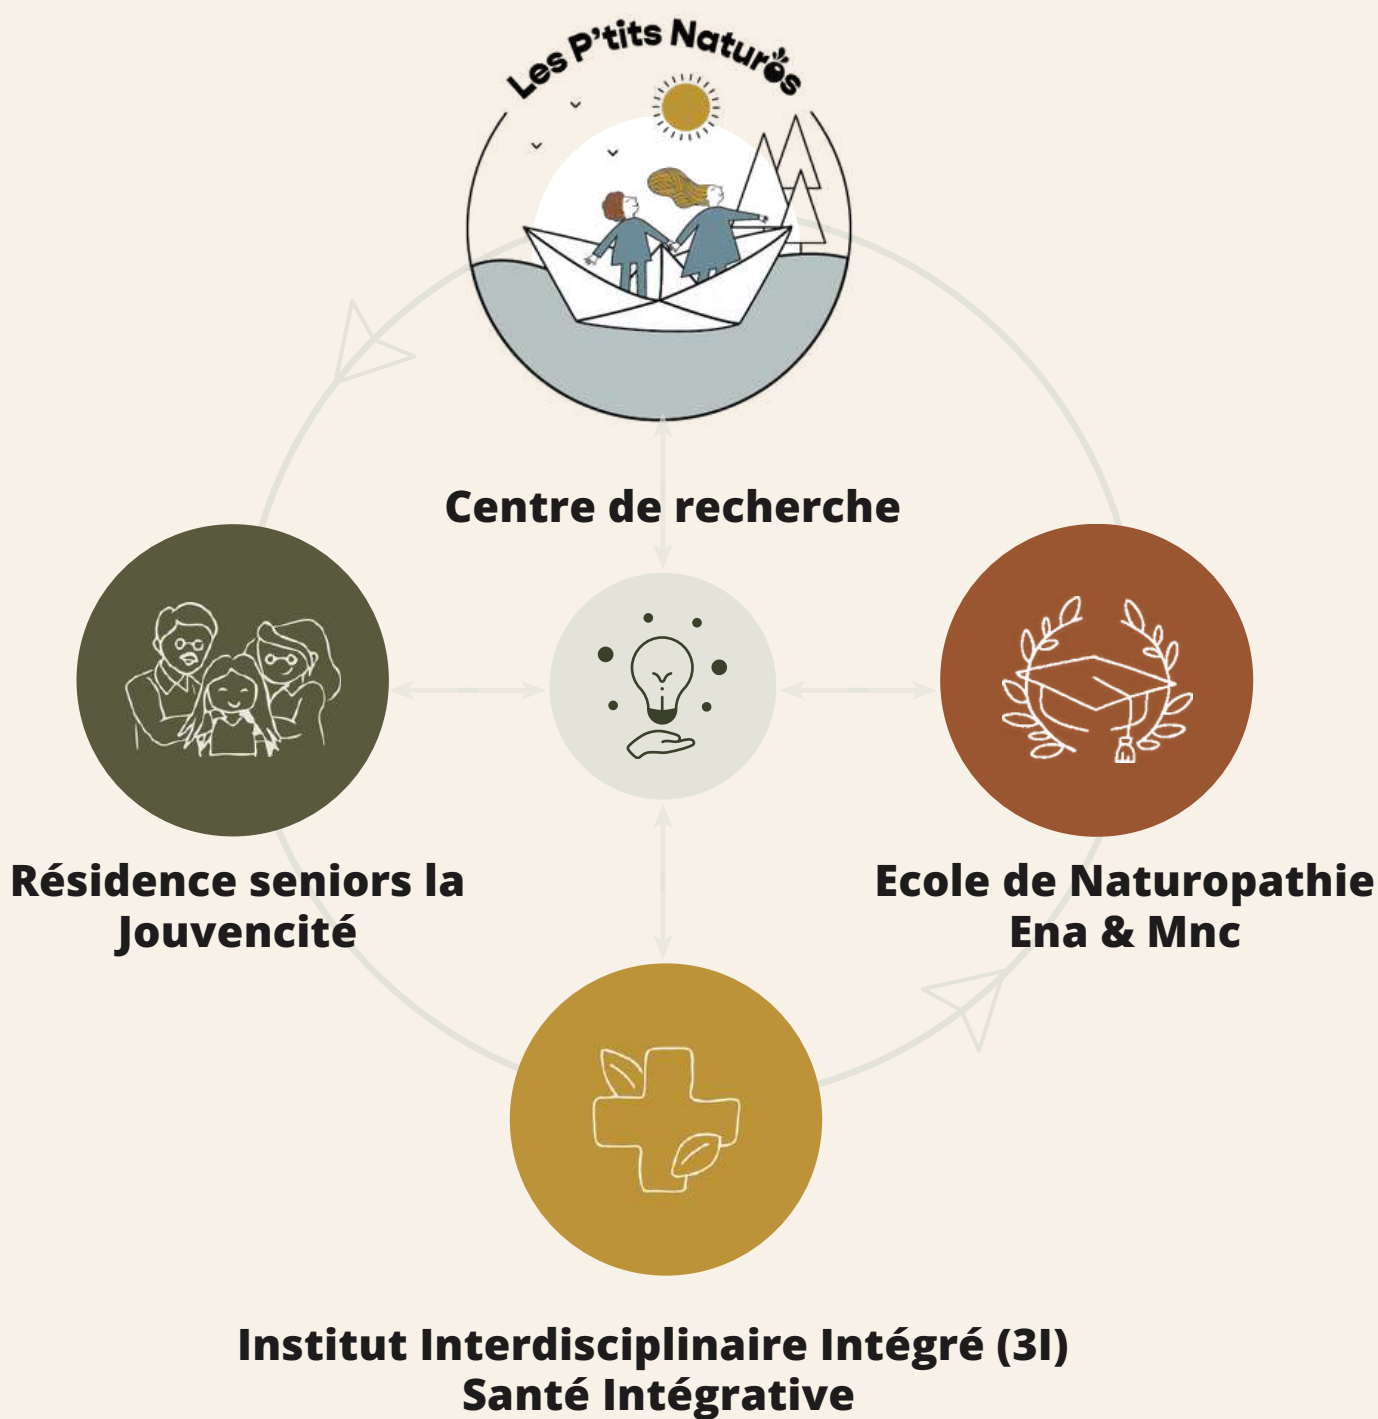 Les P'tits Naturos
Centre de recherche
Résidence seniors la
Jouvencité
Ecole de Naturopathie
Ena & Mnc
Institut Interdisciplinaire Intégré (3I)
Santé Intégrative